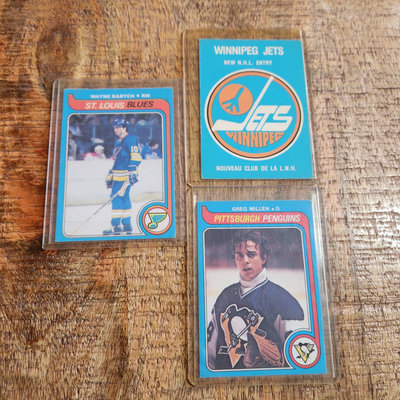 WAYNE BABYCH • RW
ST. LOUIS BLUES
10
WINNIPEG JETS
NEW N.H.L. ENTRY
JETS
WINNIPEG
NOUVEAU CLUB DE LA L.N.H.
GREG MILLEN • G
PITTSBURGH PENGUINS